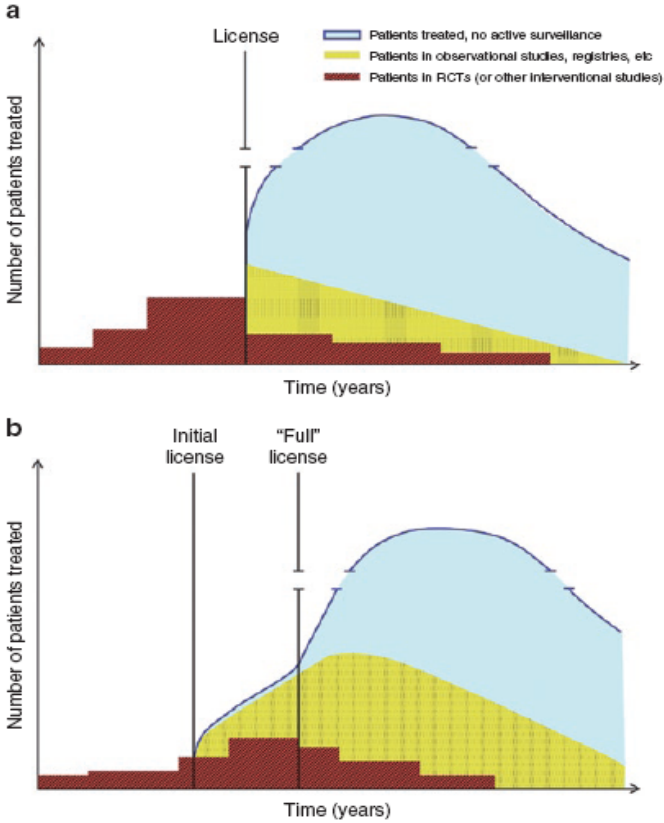 a
License
Patients treated, no active surveillance
Patients in observational studies, registries, etc
Patients in RCTs (or other interventional studies)
Number of patients treated
Time (years)
b
Initial
license
“Full”
license
Number of patients treated
Time (years)